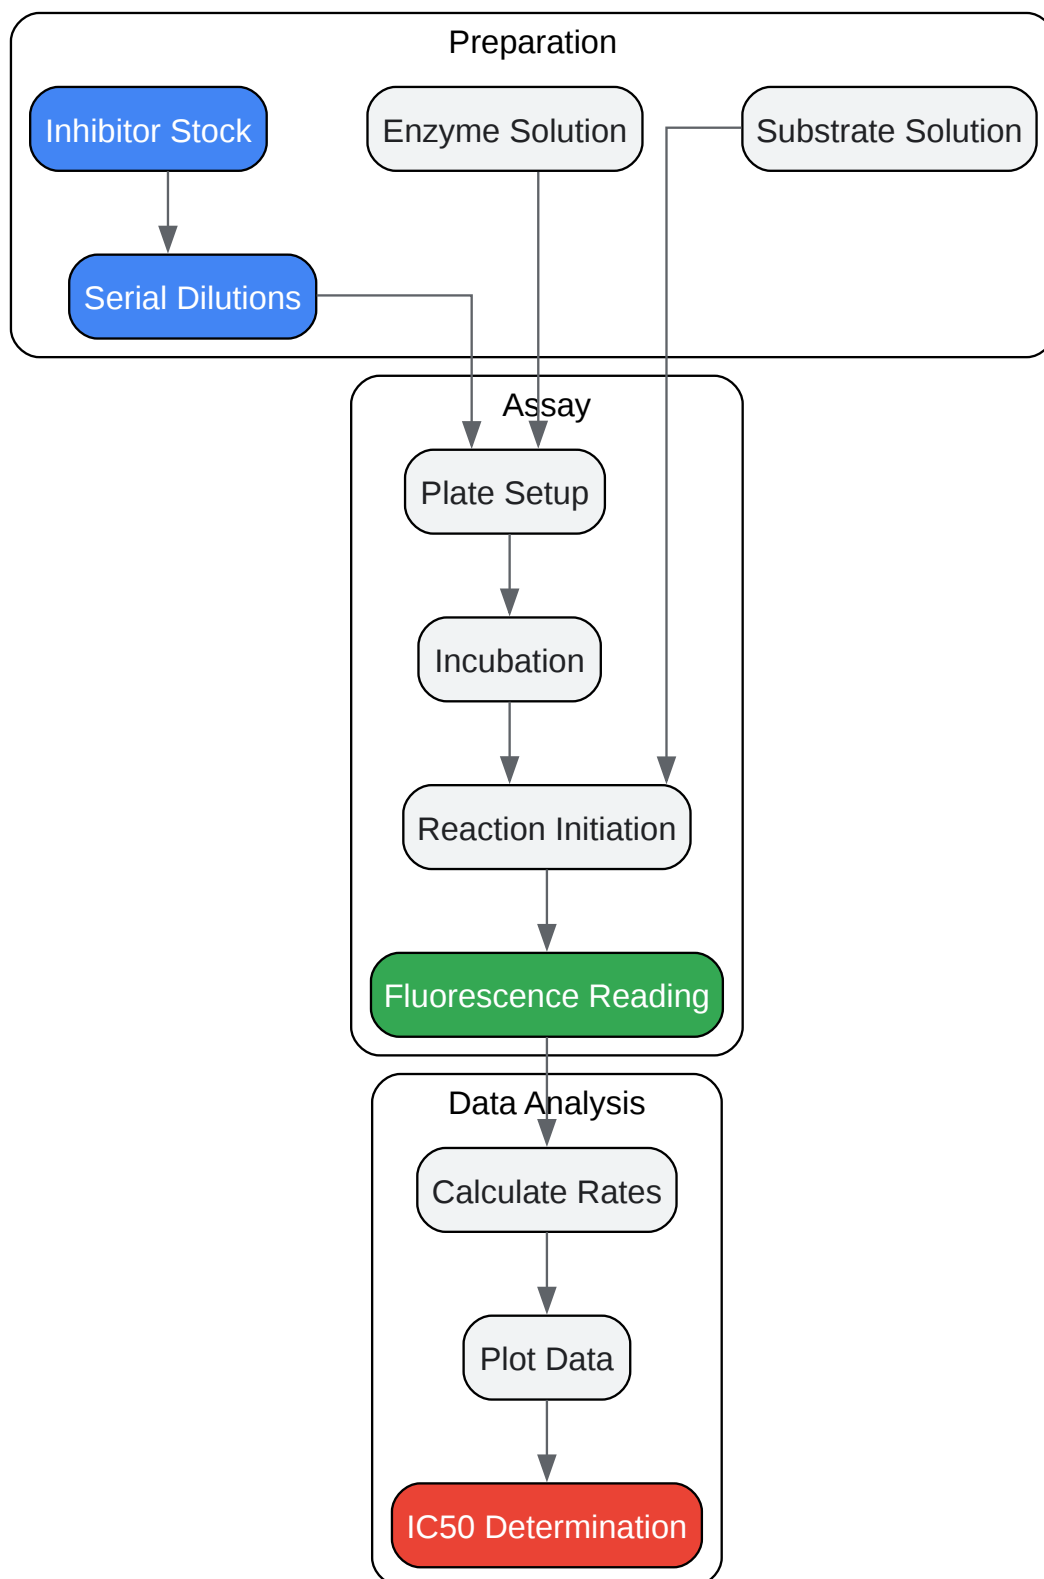 Preparation
Inhibitor Stock
Enzyme Solution
Substrate Solution
Serial Dilutions
Assay
Plate Setup
Incubation
Reaction Initiation
Fluorescence Reading
Data Analysis
Calculate Rates
Plot Data
IC50 Determination